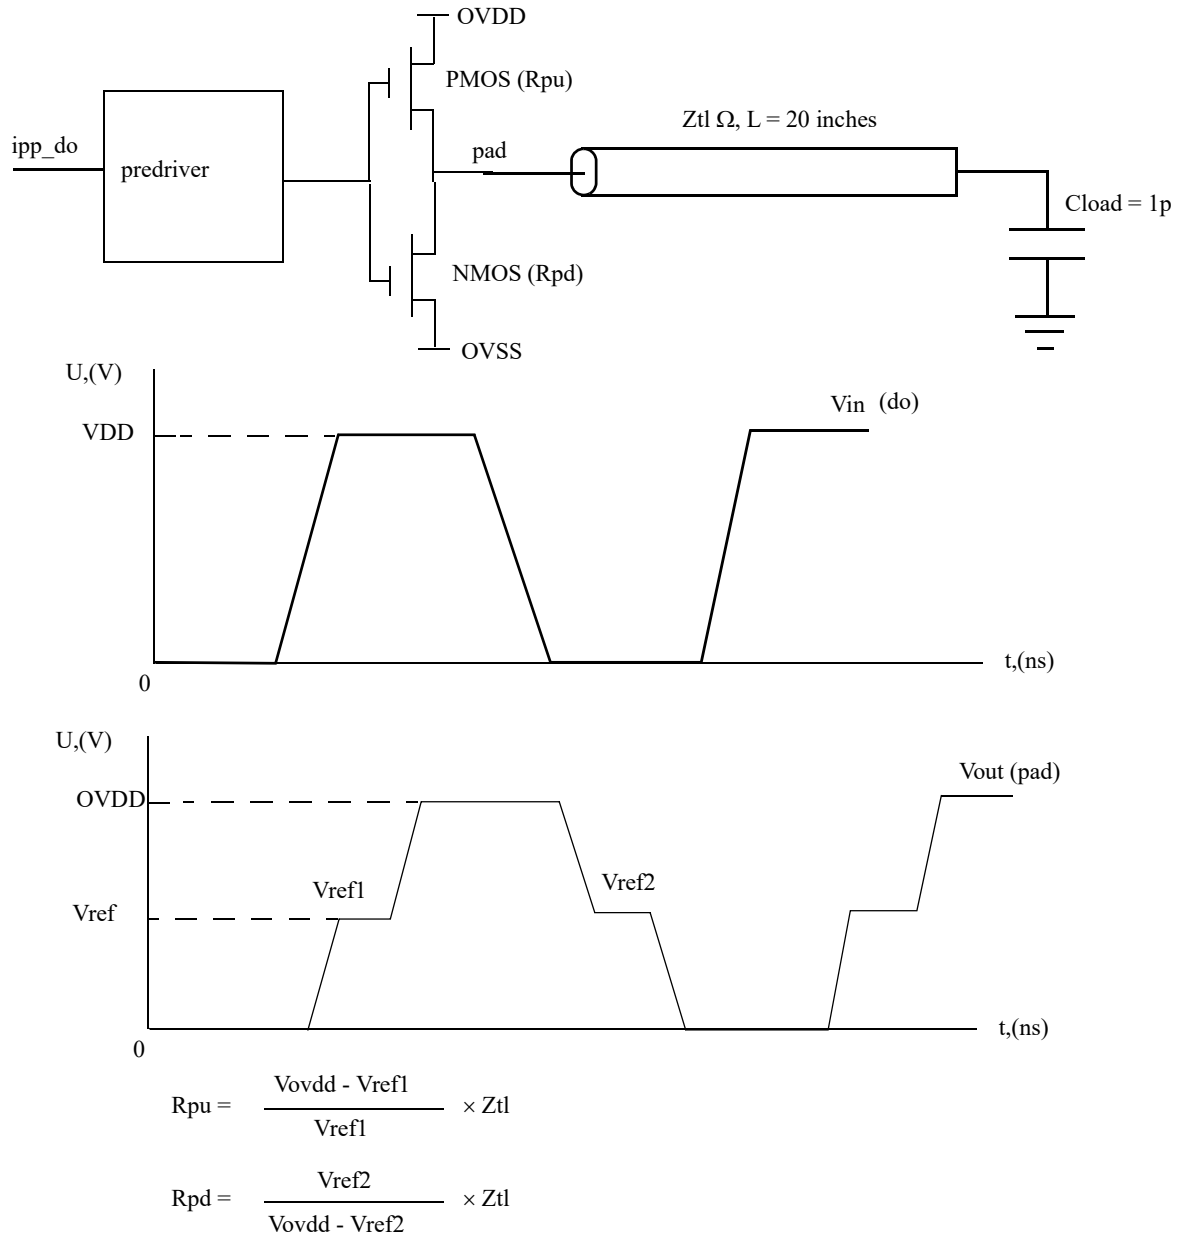 OVDD
PMOS (Rpu)
ipp_do
predriver
pad
Ztl Ω, L = 20 inches
Cload = 1p
NMOS (Rpd)
OVSS
U,(V)
VDD
Vin (do)
t,(ns)
0
U,(V)
OVDD
Vout (pad)
Vref1
Vref2
Vref
t,(ns)
0
Vovdd - Vref1
Rpu = × Ztl
Vref1
Vref2
Rpd = × Ztl
Vovdd - Vref2